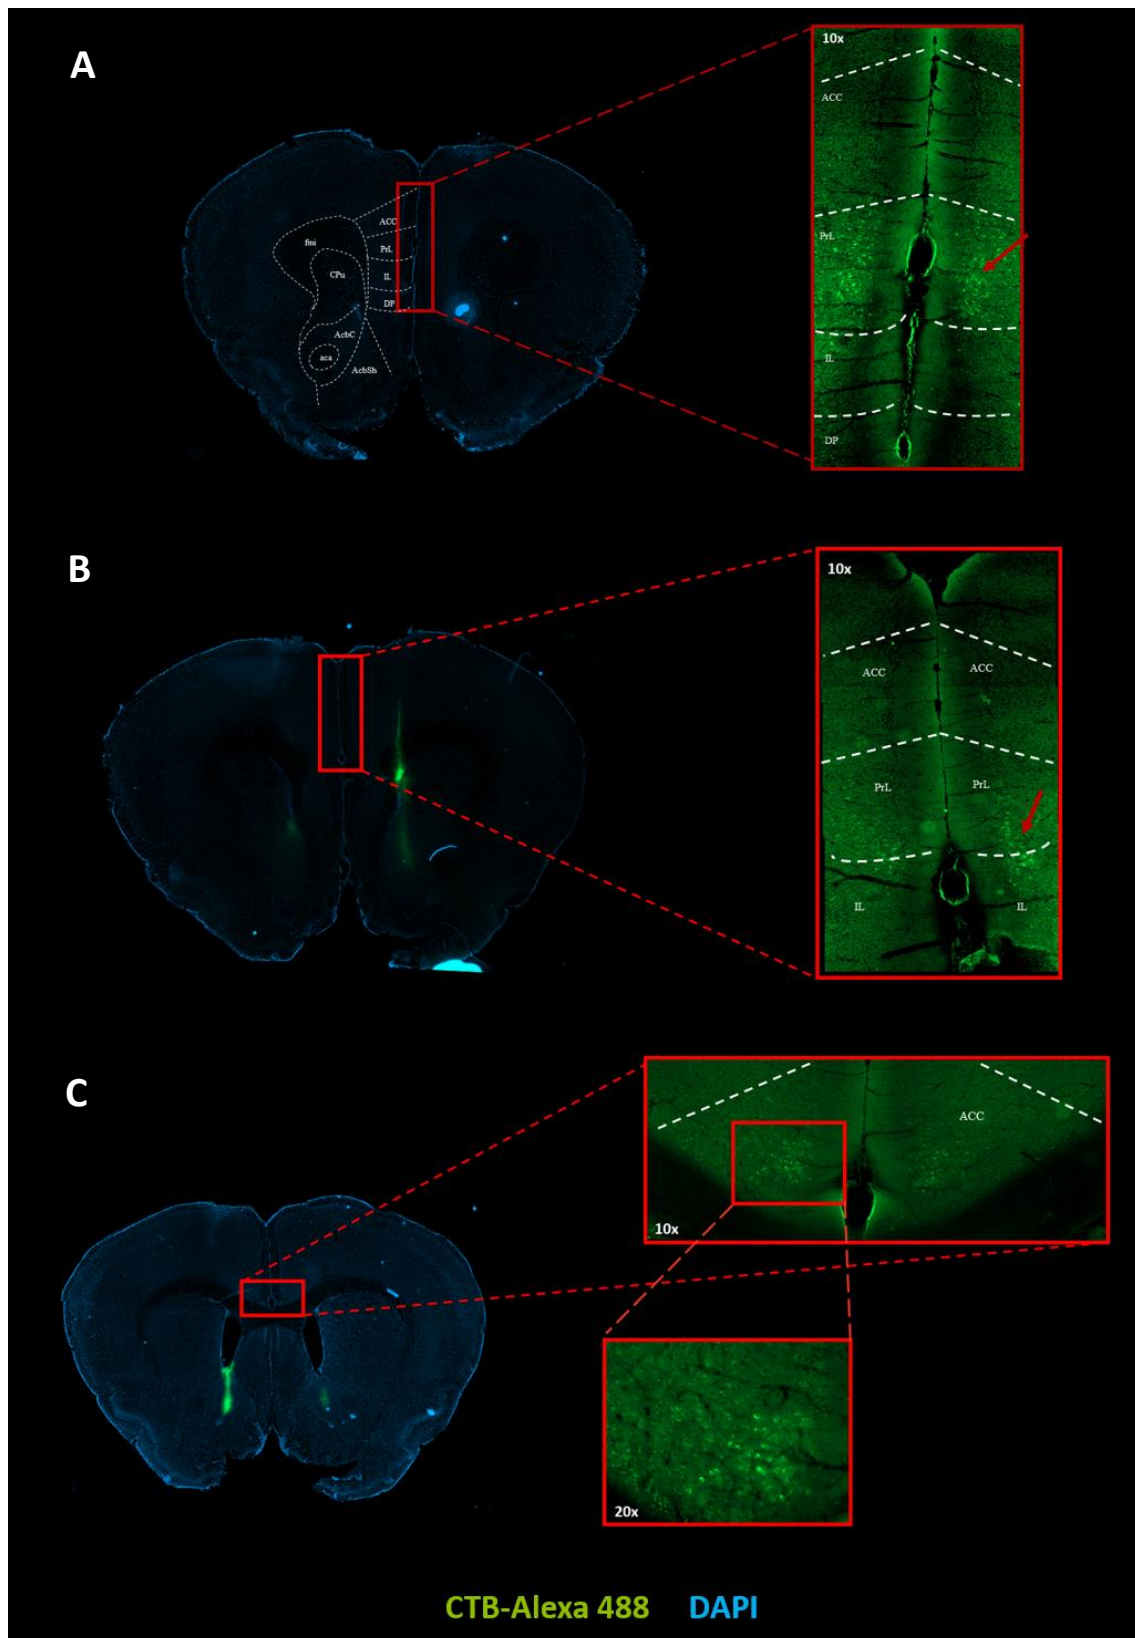 A
10x
ACC
PrL
IL
DP
fmi
ACC
PrL
CPu
IL
DP
AcbC
aca
AcbSh
B
10x
ACC
ACC
PrL
PrL
IL
IL
C
ACC
10x
20x
CTB-Alexa 488 DAPI